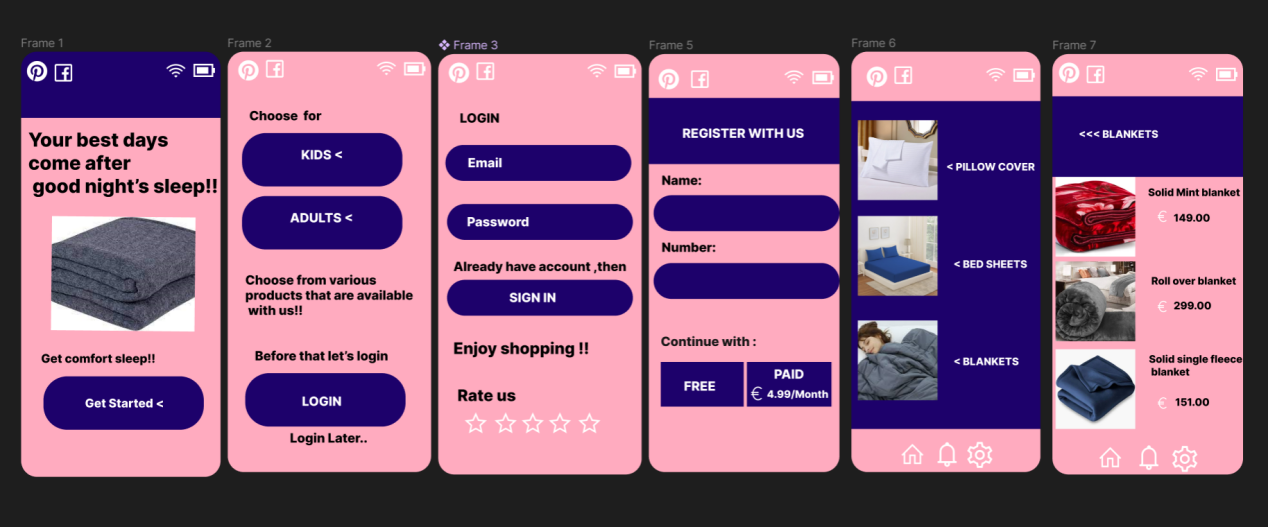 Frame 1
Your best days
come after
good night's sleep!!
Get comfort sleep!!
Get Started <
Frame 2
Choose for
KIDS <
ADULTS <
Choose from various
products that are available
with us!!
Before that let's login
LOGIN
Login Later..
Frame 3
LOGIN
Email
Password
Already have account ,then
SIGN IN
Enjoy shopping !!
Rate us
Frame 5
REGISTER WITH US
Name:
Number:
Continue with :
FREE
PAID
€ 4.99/Month
Frame 6
< PILLOW COVER
< BED SHEETS
< BLANKETS
Frame 7
<<< BLANKETS
Solid Mint blanket
€ 149.00
Roll over blanket
€ 299.00
Solid single fleece
blanket
€ 151.00